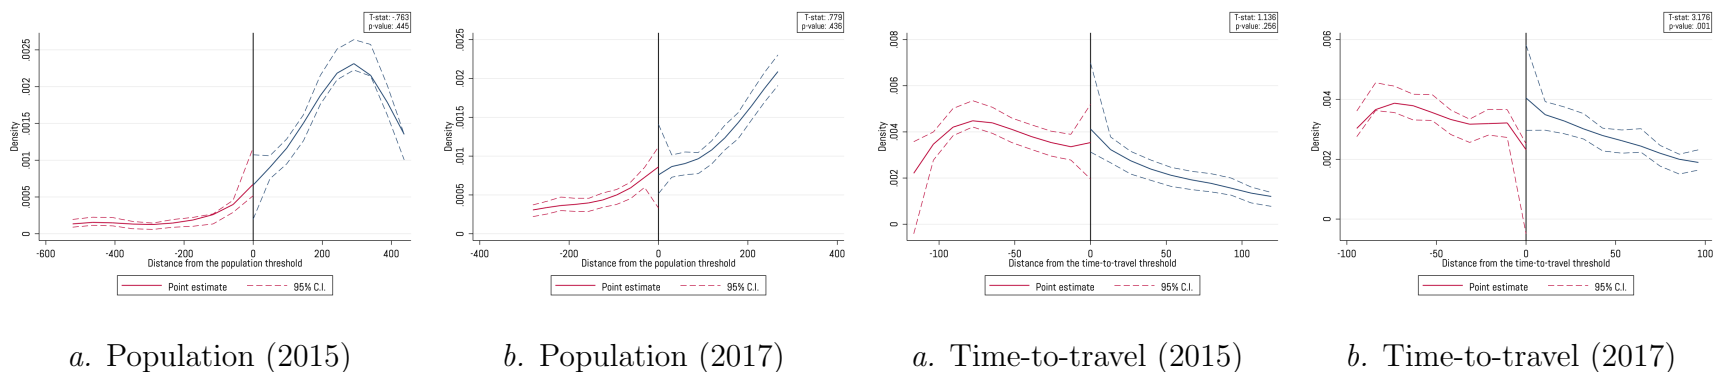 T-stat: -.763
p-value: .445
Density
0
.0005
.001
.0015
.002
.0025
-600
-400
-200
0
200
400
600
Distance from the population threshold
Point estimate
95% C.I.
a. Population (2015)
T-stat: .779
p-value: .436
Density
0
.0005
.001
.0015
.002
.0025
-400
-200
0
200
400
Distance from the population threshold
Point estimate
95% C.I.
b. Population (2017)
T-stat: 1.136
p-value: .256
Density
0
.002
.004
.006
.008
-100
-50
0
50
100
Distance from the time-to-travel threshold
Point estimate
95% C.I.
a. Time-to-travel (2015)
T-stat: 3.176
p-value: .001
Density
0
.002
.004
.006
-100
-50
0
50
100
Distance from the time-to-travel threshold
Point estimate
95% C.I.
b. Time-to-travel (2017)